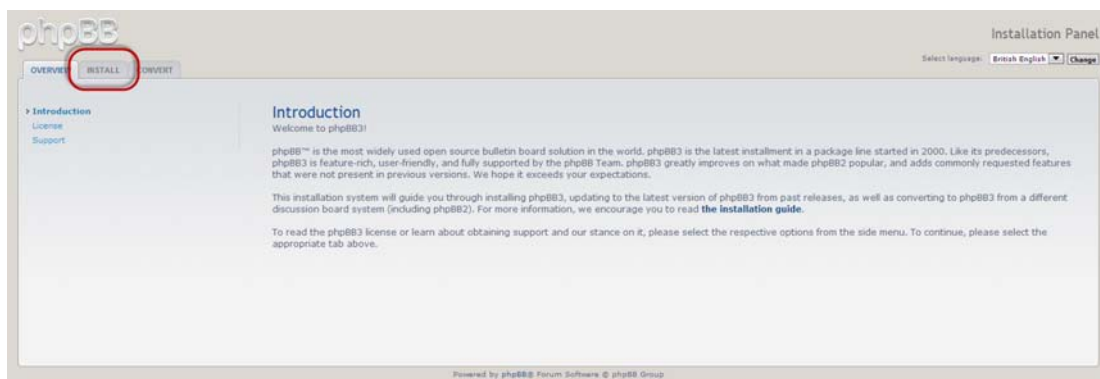 phpBB
Installation Panel
Select language: British English Change
OVERVIEW INSTALL CONVERT
Introduction
License
Support
Introduction
Welcome to phpBB3!
phpBB™ is the most widely used open source bulletin board solution in the world. phpBB3 is the latest installment in a package line started in 2000. Like its predecessors,
phpBB3 is feature-rich, user-friendly, and fully supported by the phpBB Team. phpBB3 greatly improves on what made phpBB2 popular, and adds commonly requested features
that were not present in previous versions. We hope it exceeds your expectations.
This installation system will guide you through installing phpBB3, updating to the latest version of phpBB3 from past releases, as well as converting to phpBB3 from a different
discussion board system (including phpBB2). For more information, we encourage you to read the installation guide.
To read the phpBB3 license or learn about obtaining support and our stance on it, please select the respective options from the side menu. To continue, please select the
appropriate tab above.
Powered by phpBB® Forum Software © phpBB Group